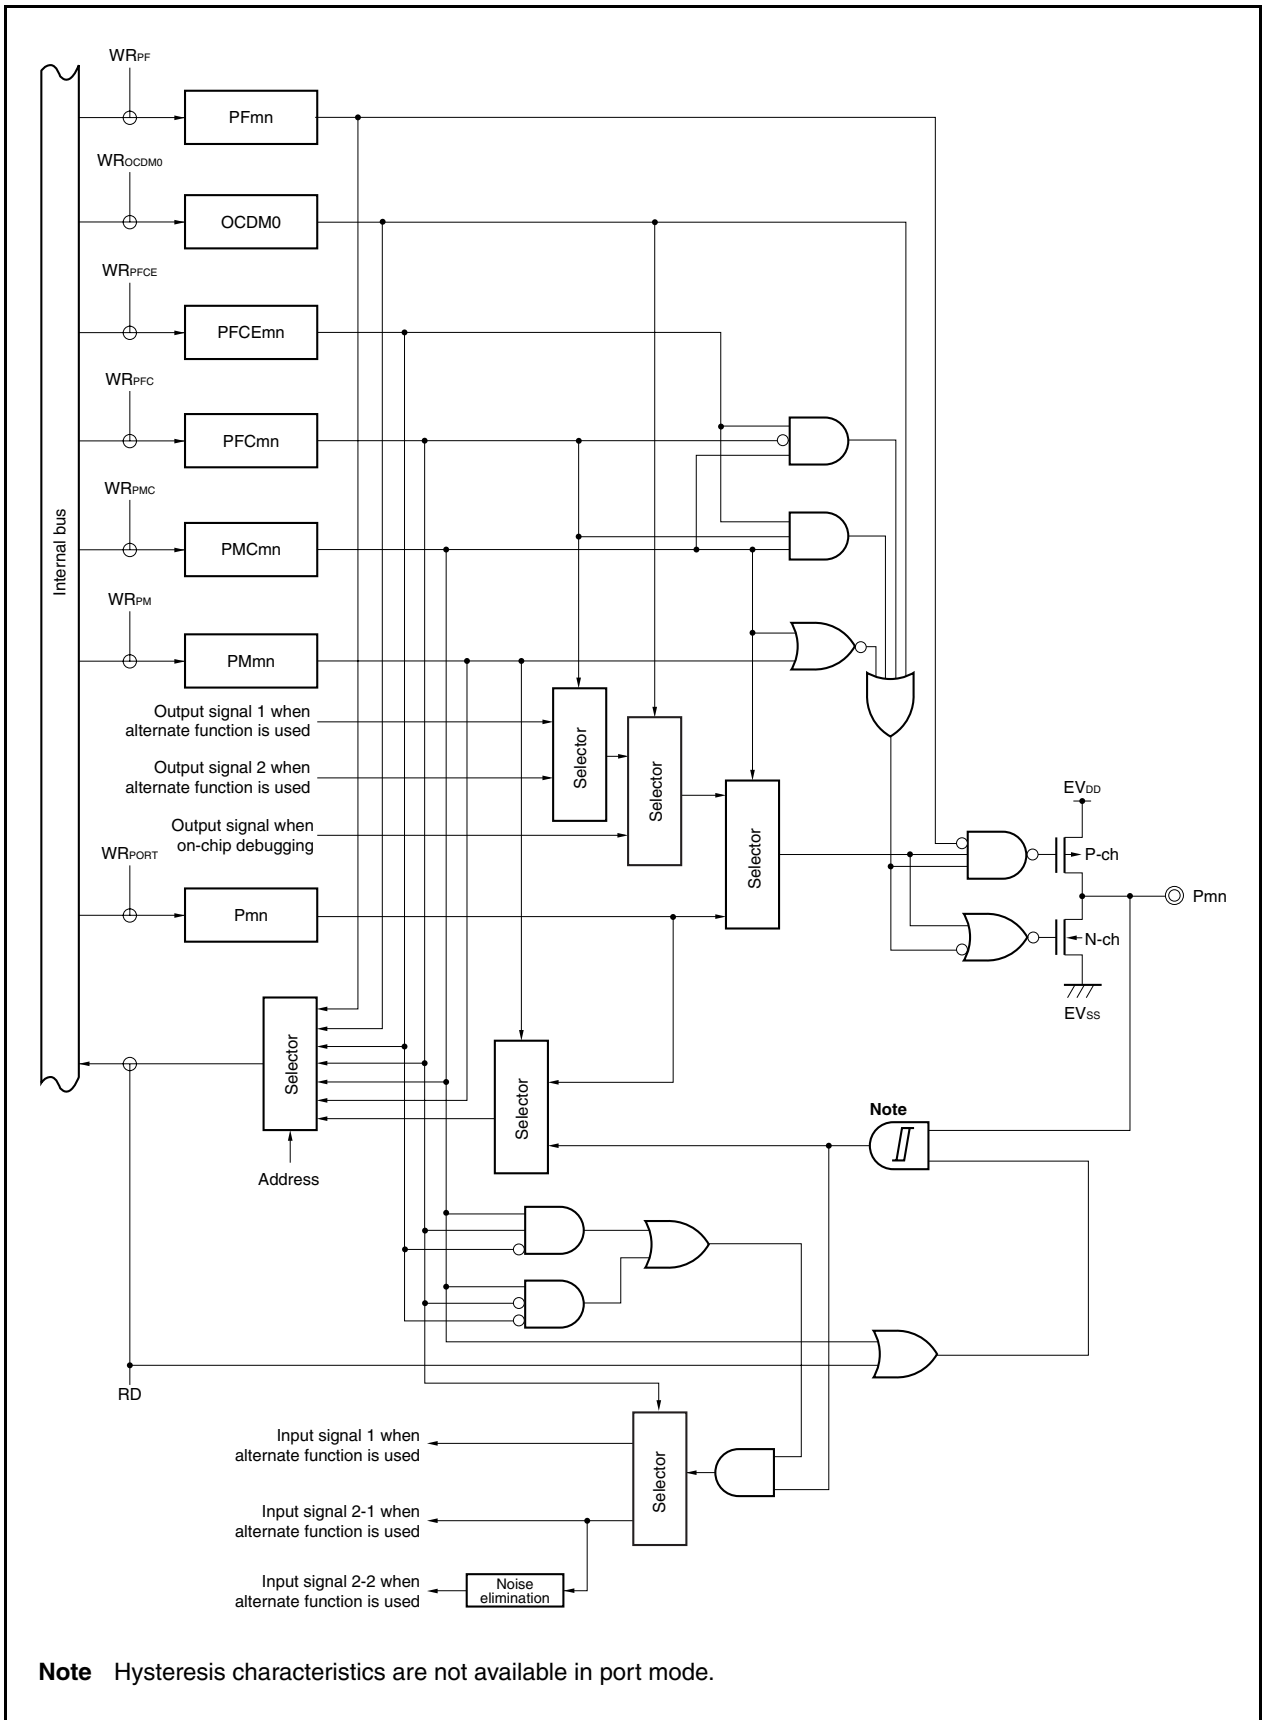 WRPF
PFmn
WROCDM0
OCDM0
WRPFCE
PFCEmn
WRPFC
PFCmn
WRPMC
PMCmn
Internal bus
WRPM
PMmn
Output signal 1 when
alternate function is used
Output signal 2 when
alternate function is used
Output signal when
on-chip debugging
Selector
Selector
Selector
WRPORT
Pmn
EVDD
P-ch
Pmn
N-ch
EVSS
Selector
Address
Selector
Note
RD
Input signal 1 when
alternate function is used
Input signal 2-1 when
alternate function is used
Input signal 2-2 when
alternate function is used
Selector
Noise
elimination
Note Hysteresis characteristics are not available in port mode.